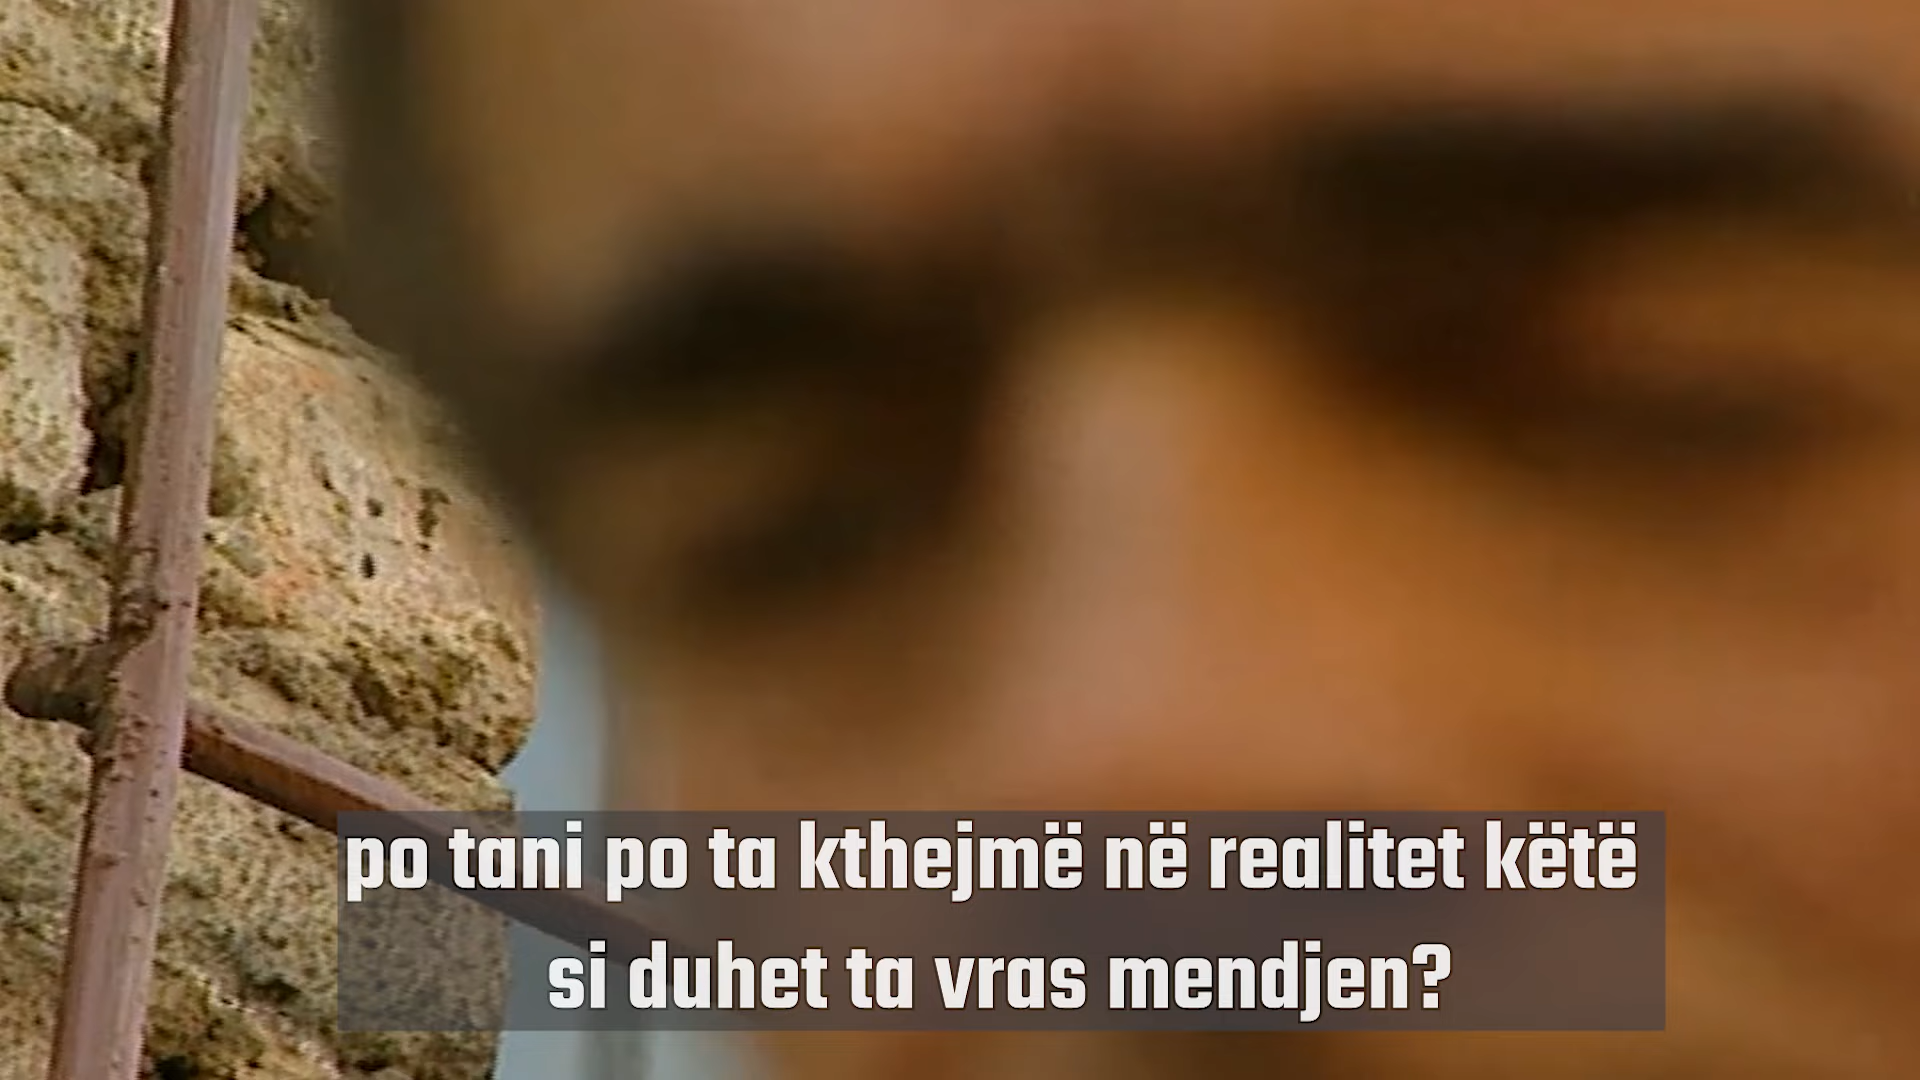 po tani po ta kthejmë në realitet këtë
si duhet ta vras mendjen?